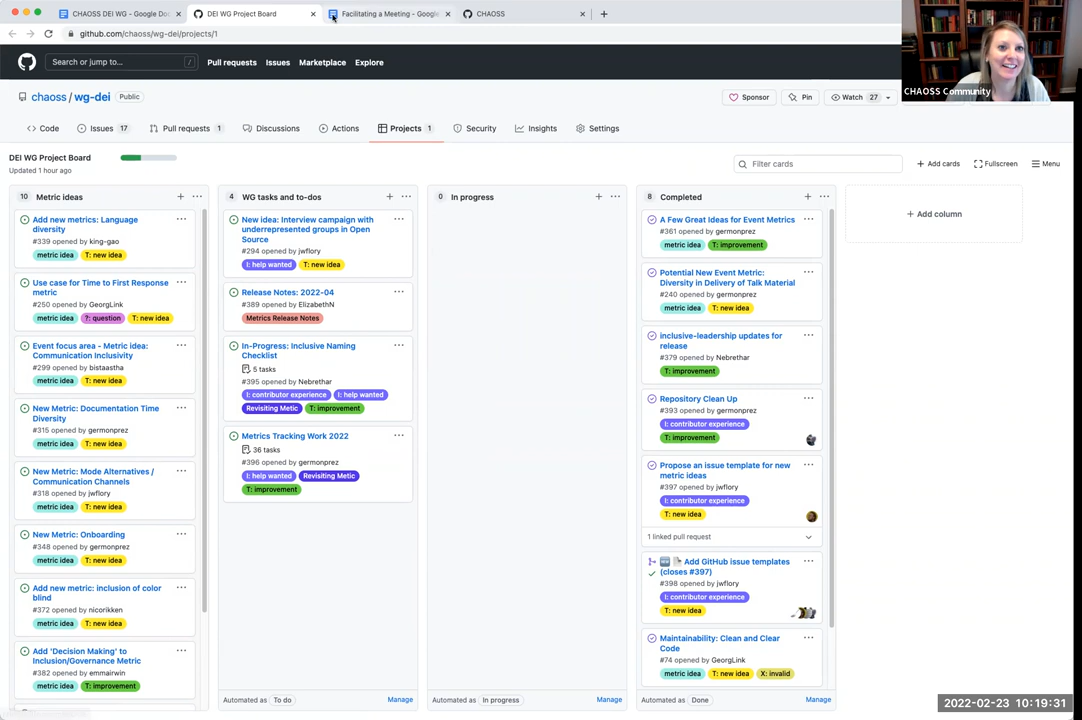 CHAOSS DEI WG - Google Doc
DEI WG Project Board
Facilitating a Meeting - Google
CHAOSS
github.com/chaoss/wg-dei/projects/1
Search or jump to...
/
Pull requests
Issues
Marketplace
Explore
CHAOSS Community
chaoss / wg-dei
Public
Sponsor
Pin
Watch 27
Code
Issues 17
Pull requests 1
Discussions
Actions
Projects 1
Security
Insights
Settings
DEI WG Project Board
Updated 1 hour ago
Filter cards
+ Add cards
Fullscreen
Menu
10 Metric ideas
Add new metrics: Language
diversity
#339 opened by king-gao
metric idea T: new idea
Use case for Time to First Response
metric
#250 opened by GeorgLink
metric idea ?: question T: new idea
Event focus area - Metric idea:
Communication Inclusivity
#299 opened by bistaastha
metric idea T: new idea
New Metric: Documentation Time
Diversity
#315 opened by germonprez
metric idea T: new idea
New Metric: Mode Alternatives /
Communication Channels
#318 opened by jwflory
metric idea T: new idea
New Metric: Onboarding
#348 opened by germonprez
metric idea T: new idea
Add new metric: inclusion of color
blind
#372 opened by nicorikken
metric idea T: new idea
Add 'Decision Making' to
Inclusion/Governance Metric
#382 opened by emmairwin
metric idea T: improvement
4 WG tasks and to-dos
New idea: Interview campaign with
underrepresented groups in Open
Source
#294 opened by jwflory
I: help wanted T: new idea
Release Notes: 2022-04
#389 opened by ElizabethN
Metrics Release Notes
In-Progress: Inclusive Naming
Checklist
5 tasks
#395 opened by Nebrethar
I: contributor experience I: help wanted
Revisiting Metic T: improvement
Metrics Tracking Work 2022
36 tasks
#396 opened by germonprez
I: help wanted Revisiting Metic
T: improvement
Automated as To do Manage
0 In progress
Automated as In progress Manage
8 Completed
A Few Great Ideas for Event Metrics
#361 opened by germonprez
metric idea T: improvement
Potential New Event Metric:
Diversity in Delivery of Talk Material
#240 opened by germonprez
metric idea T: new idea
inclusive-leadership updates for
release
#379 opened by Nebrethar
T: improvement
Repository Clean Up
#393 opened by germonprez
I: contributor experience
T: improvement
Propose an issue template for new
metric ideas
#397 opened by jwflory
I: contributor experience
T: new idea
1 linked pull request
Add GitHub issue templates
(closes #397)
#398 opened by jwflory
I: contributor experience
T: new idea
Maintainability: Clean and Clear
Code
#74 opened by GeorgLink
metric idea T: new idea X: invalid
Automated as Done Manage
+ Add column
2022-02-23 10:19:31